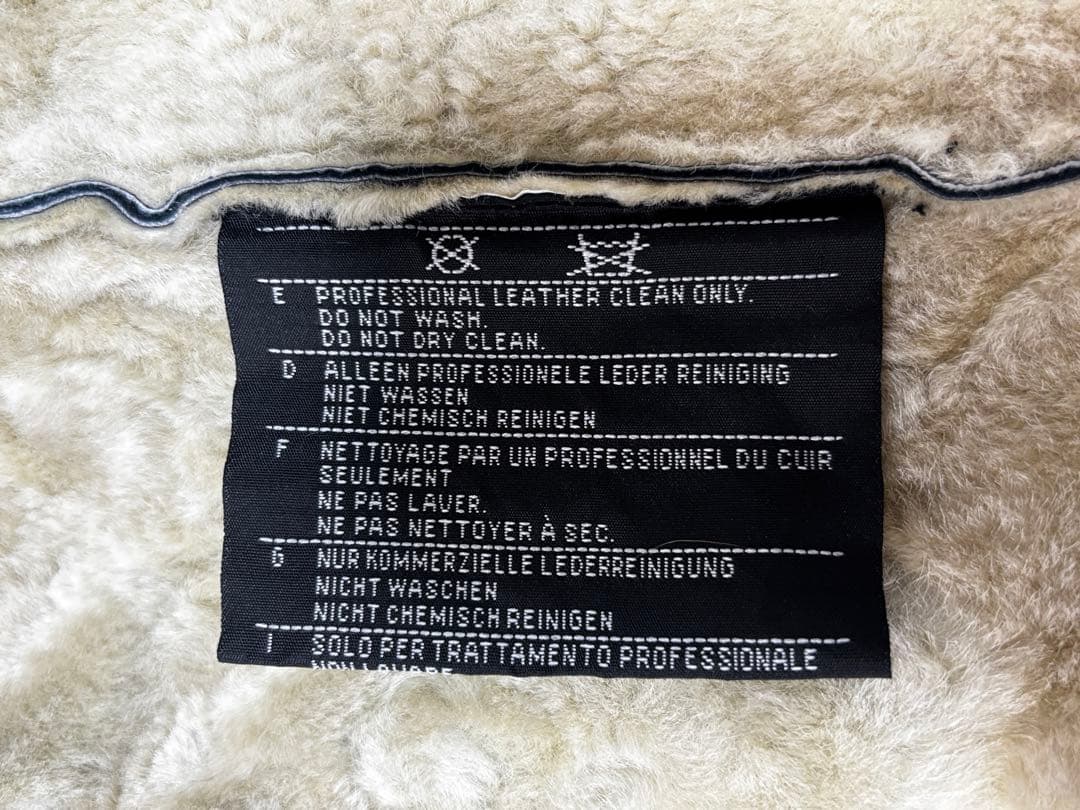 E PROFESSIONAL LEATHER CLEAN ONLY.
DO NOT WASH.
DO NOT DRY CLEAN.
D ALLEEN PROFESSIONELE LEDER REINIGING
NIET WASSEN
NIET CHEMISCH REINIGEN
F NETTOYAGE PAR UN PROFESSIONNEL DU CUIR
SEULEMENT
NE PAS LAVER.
NE PAS NETTOYER À SEC.
G NUR KOMMERZIELLE LEDERREINIGUNG
NICHT WASCHEN
NICHT CHEMISCH REINIGEN
I SOLO PER TRATTAMENTO PROFESSIONALE